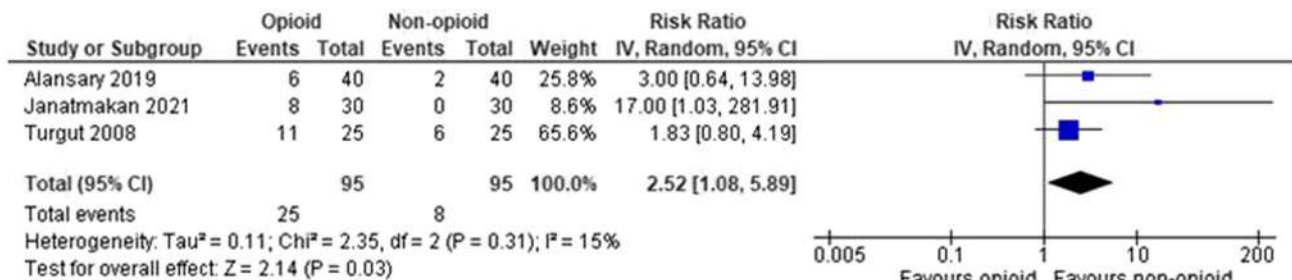 Opioid Non-opioid Risk Ratio Risk Ratio
Study or Subgroup Events Total Events Total Weight IV, Random, 95% CI IV, Random, 95% CI
Alansary 2019 6 40 2 40 25.8% 3.00 [0.64, 13.98]
Janatmakan 2021 8 30 0 30 8.6% 17.00 [1.03, 281.91]
Turgut 2008 11 25 6 25 65.6% 1.83 [0.80, 4.19]
Total (95% CI) 95 95 100.0% 2.52 [1.08, 5.89]
Total events 25 8
Heterogeneity: Tau² = 0.11; Chi² = 2.35, df = 2 (P = 0.31); I² = 15%
Test for overall effect: Z = 2.14 (P = 0.03)
0.005 0.1 1 10 200
Favours opioid Favours non-opioid